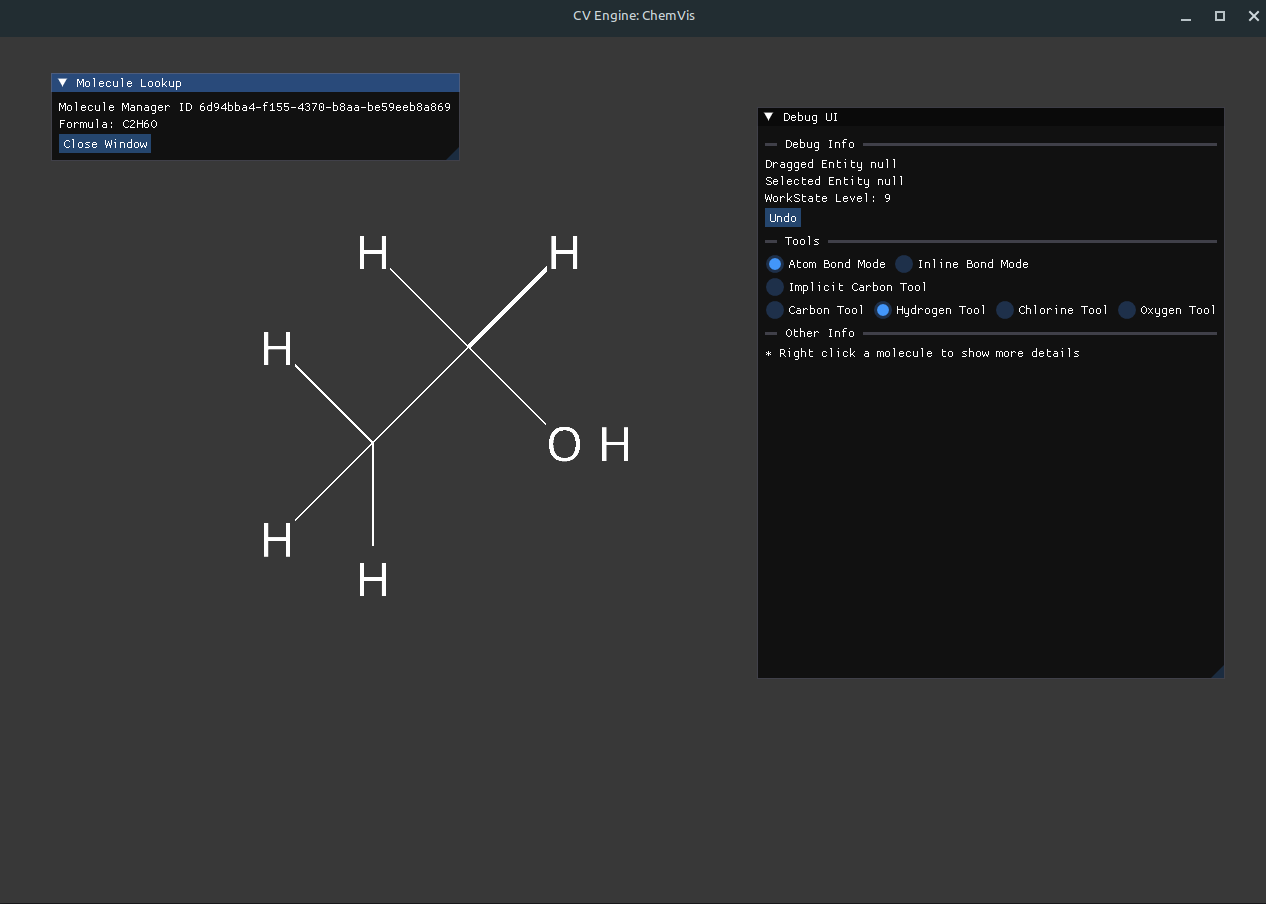 CV Engine: ChemVis
Molecule Lookup
Molecule Manager ID 6d94bba4-f155-4370-b8aa-be59eeb8a869
Formula: C2H6O
Close Window
Debug UI
Debug Info
Dragged Entity null
Selected Entity null
WorkState Level: 9
Undo
Tools
Atom Bond Mode Inline Bond Mode
Implicit Carbon Tool
Carbon Tool Hydrogen Tool Chlorine Tool Oxygen Tool
Other Info
* Right click a molecule to show more details
H H
H
O H
H
H